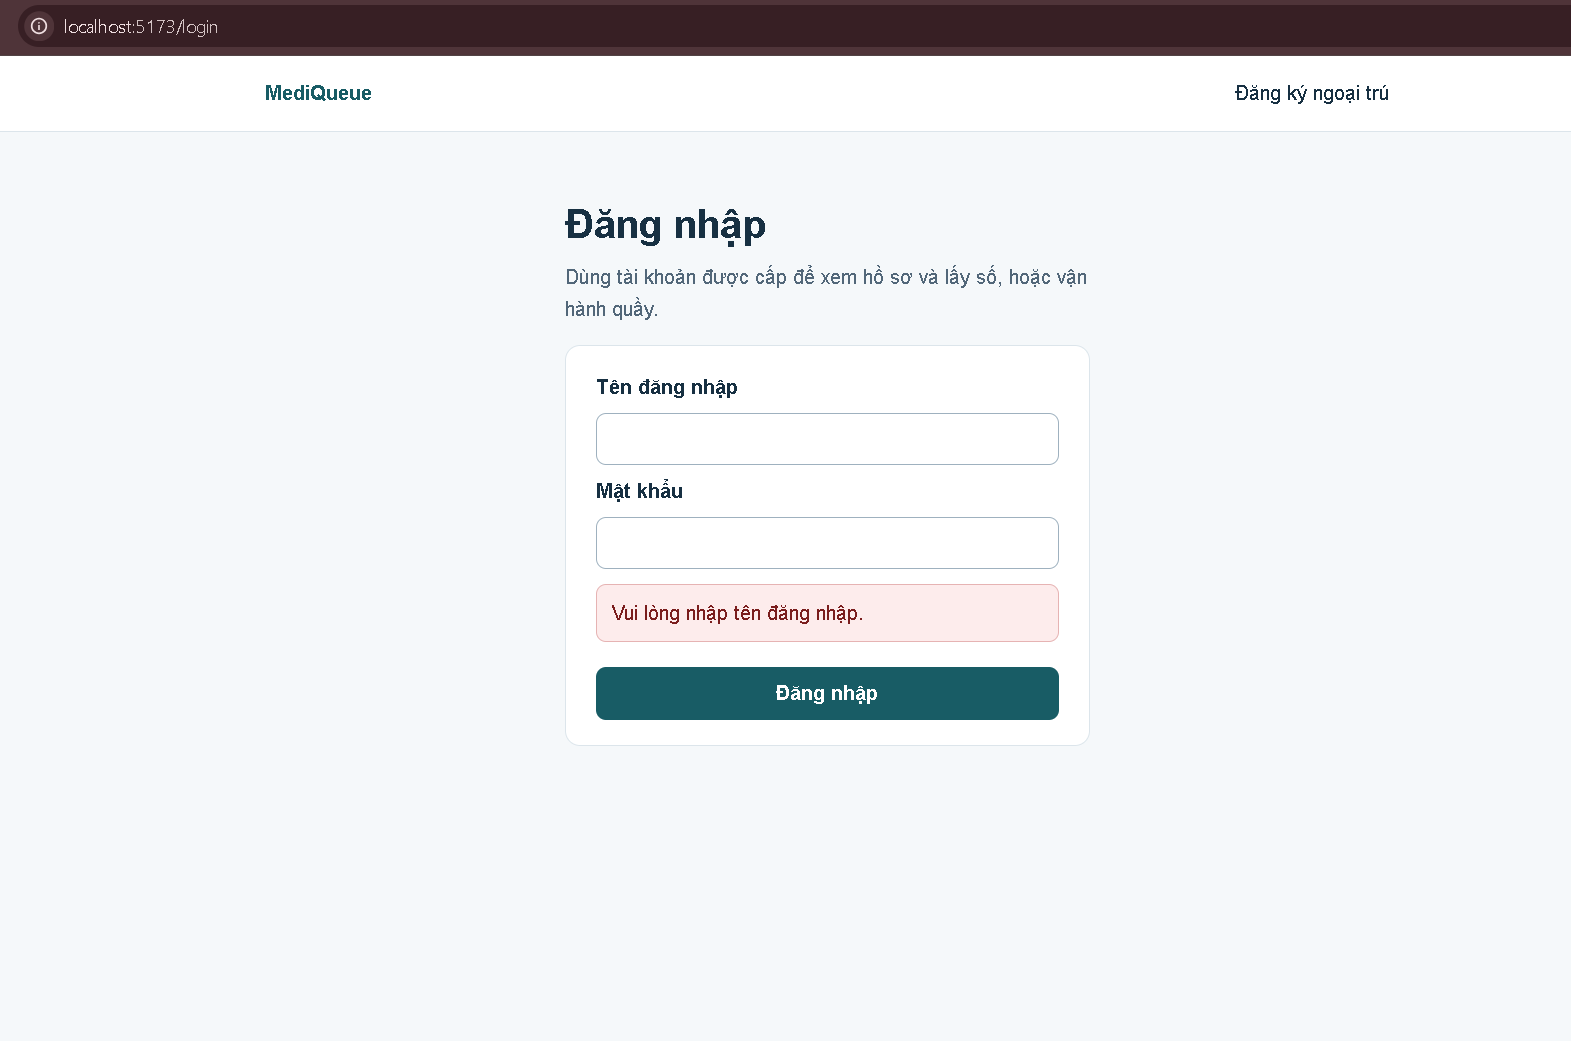 localhost:5173/login
MediQueue
Đăng ký ngoại trú
Đăng nhập
Dùng tài khoản được cấp để xem hồ sơ và lấy số, hoặc vận
hành quầy.
Tên đăng nhập
Mật khẩu
Vui lòng nhập tên đăng nhập.
Đăng nhập